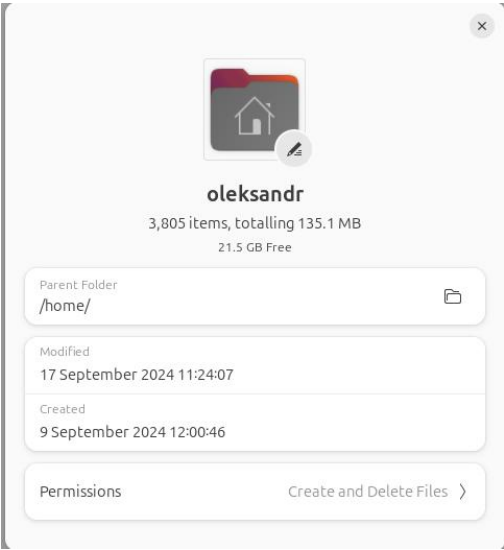 oleksandr
3,805 items, totalling 135.1 MB
21.5 GB Free
Parent Folder
/home/
Modified
17 September 2024 11:24:07
Created
9 September 2024 12:00:46
Permissions Create and Delete Files